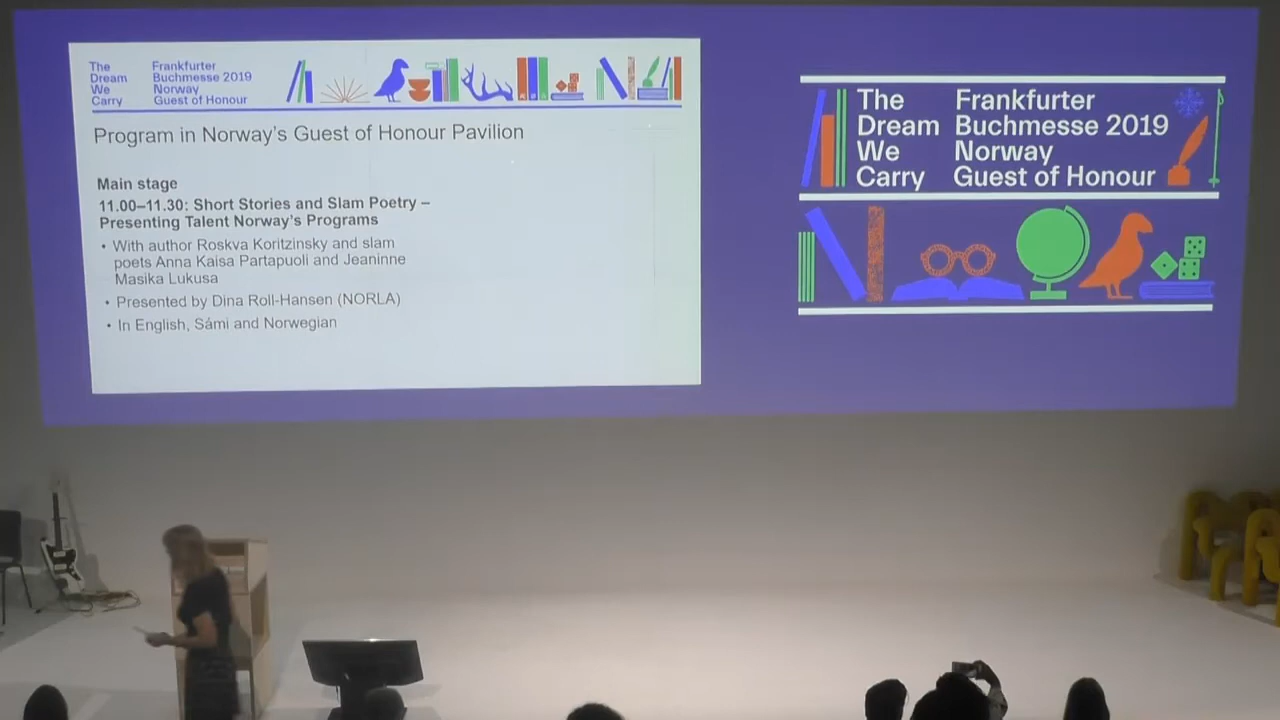 The
Dream
We
Carry
Frankfurter
Buchmesse 2019
Norway
Guest of Honour
Program in Norway's Guest of Honour Pavilion
Main stage
11.00–11.30: Short Stories and Slam Poetry –
Presenting Talent Norway's Programs
• With author Roskva Koritzinsky and slam
poets Anna Kaisa Partapuoli and Jeaninne
Masika Lukusa
• Presented by Dina Roll-Hansen (NORLA)
• In English, Sámi and Norwegian
The
Dream
We
Carry
Frankfurter
Buchmesse 2019
Norway
Guest of Honour